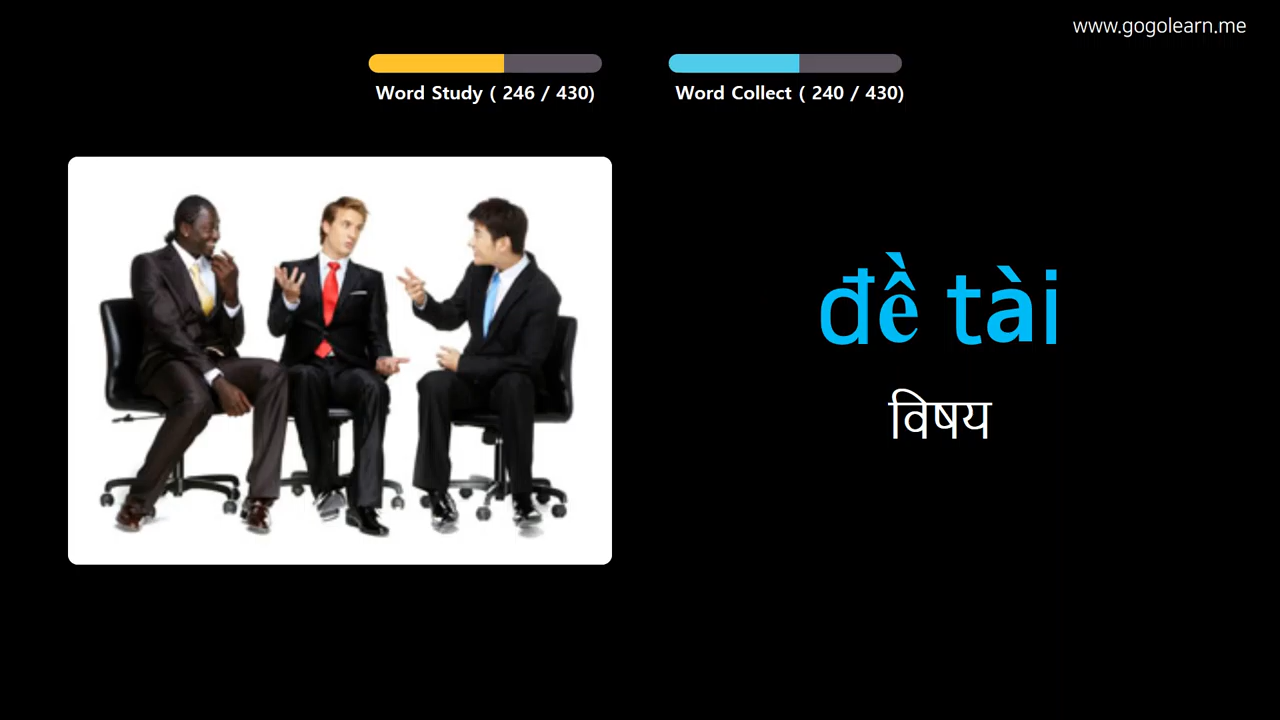 www.gogolearn.me
Word Study ( 246 / 430)
Word Collect ( 240 / 430)
đề tài
विषय